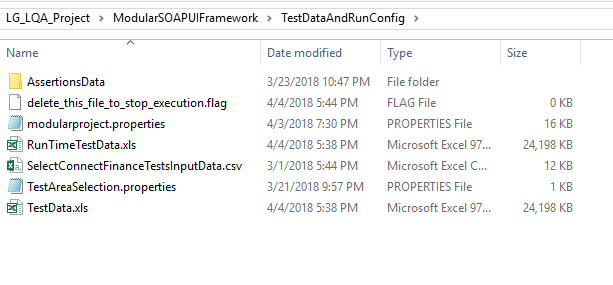 LG_LQA_Project > ModularSOAPUIFramework > TestDataAndRunConfig >
Name Date modified Type Size
AssertionsData 3/23/2018 10:47 PM File folder
delete_this_file_to_stop_execution.flag 4/4/2018 5:44 PM FLAG File 0 KB
modularproject.properties 4/3/2018 7:30 PM PROPERTIES File 16 KB
RunTimeTestData.xls 4/4/2018 5:38 PM Microsoft Excel 97... 24,198 KB
SelectConnectFinanceTestsInputData.csv 3/1/2018 5:44 PM Microsoft Excel C... 12 KB
TestAreaSelection.properties 3/21/2018 9:57 PM PROPERTIES File 1 KB
TestData.xls 4/4/2018 5:38 PM Microsoft Excel 97... 24,198 KB